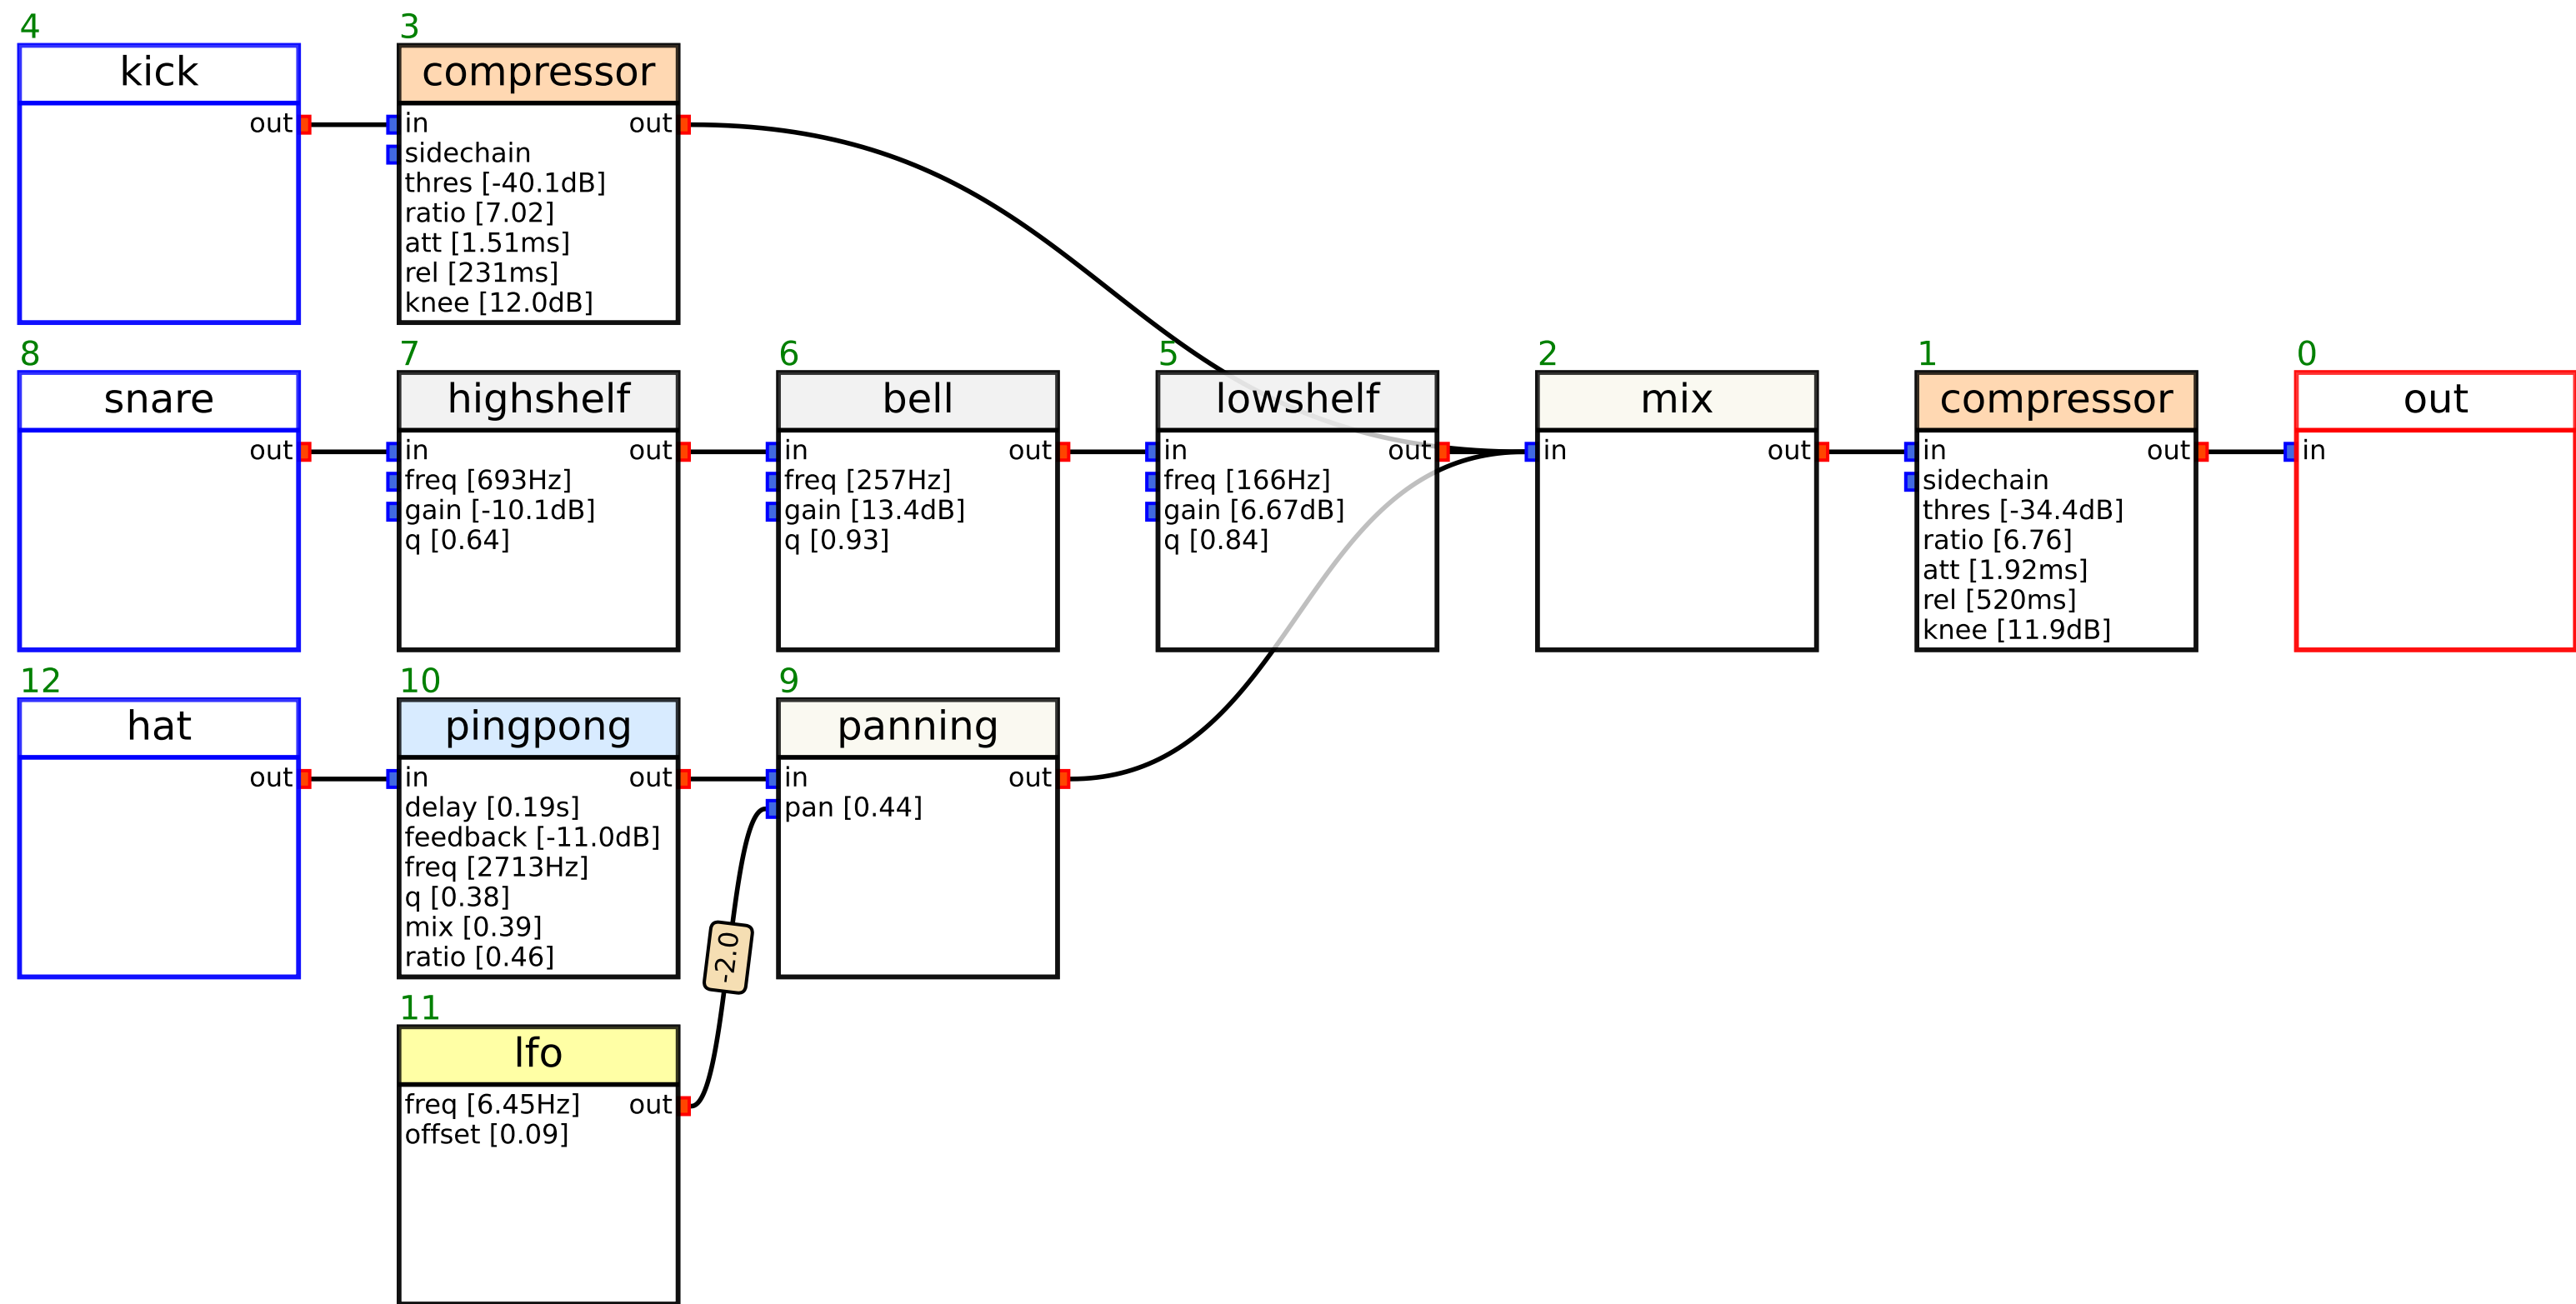 4
kick
out
3
compressor
in out
sidechain
thres [-40.1dB]
ratio [7.02]
att [1.51ms]
rel [231ms]
knee [12.0dB]
8
snare
out
7
highshelf
in out
freq [693Hz]
gain [-10.1dB]
q [0.64]
6
bell
in out
freq [257Hz]
gain [13.4dB]
q [0.93]
5
lowshelf
in out
freq [166Hz]
gain [6.67dB]
q [0.84]
2
mix
in out
1
compressor
in out
sidechain
thres [-34.4dB]
ratio [6.76]
att [1.92ms]
rel [520ms]
knee [11.9dB]
0
out
in
12
hat
out
10
pingpong
in out
delay [0.19s]
feedback [-11.0dB]
freq [2713Hz]
q [0.38]
mix [0.39]
ratio [0.46]
9
panning
in out
pan [0.44]
-2.0
11
lfo
freq [6.45Hz] out
offset [0.09]